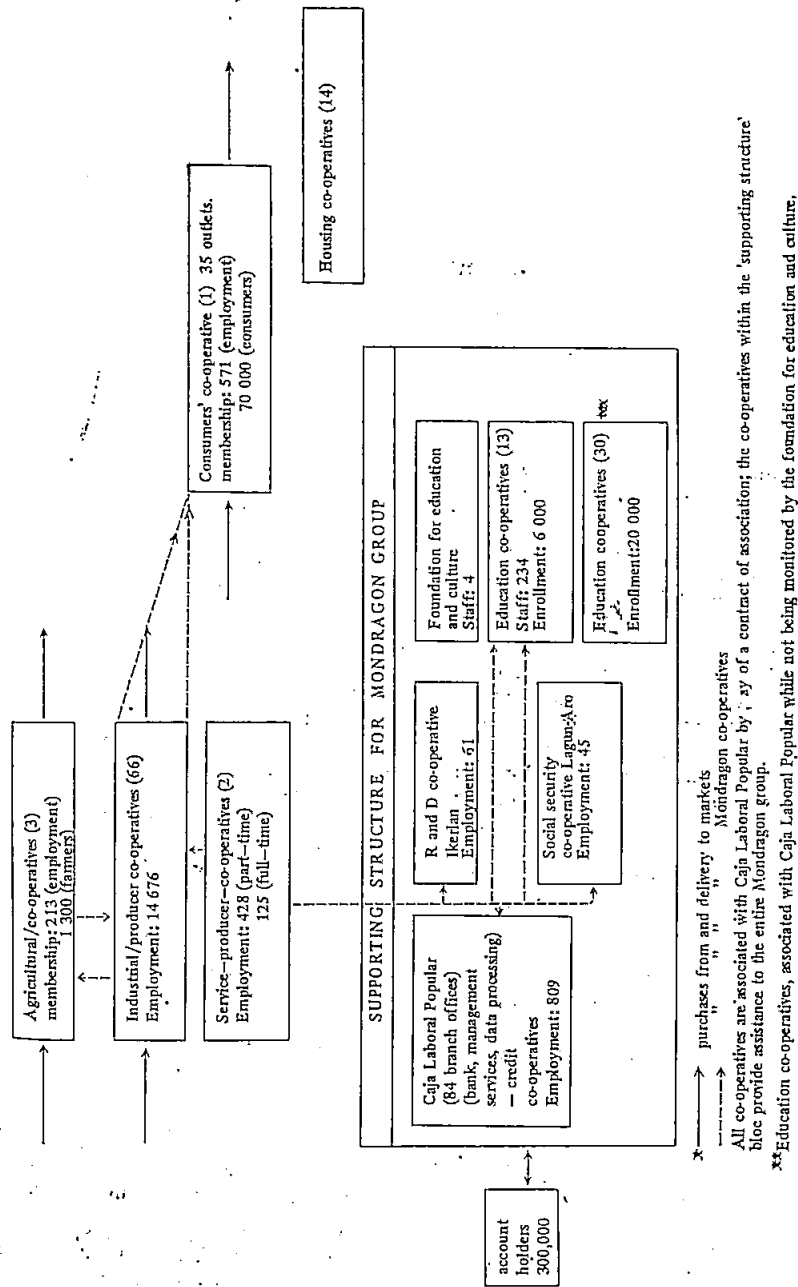 Agricultural/co-operatives (3)
membership: 213 (employment)
1 300 (farmers)
Industrial/producer co-operatives (66)
Employment: 14 676
Service—producer—co-operatives (2)
Employment: 428 (part—time)
125 (full—time)
Consumers' co-operative (1) 35 outlets.
membership: 571 (employment)
70 000 (consumers)
Housing co-operatives (14)
SUPPORTING STRUCTURE FOR MONDRAGON GROUP
account
holders
300,000
Caja Laboral Popular
(84 branch offices)
(bank, management
services, data processing)
— credit
co-operatives
Employment: 809
R and D co-operative
Ikerlan
Employment: 61
Social security
co-operative Lagun-Aro
Employment: 45
Foundation for education
and culture
Staff: 4
Education co-operatives (13)
Staff: 234
Enrollment: 6 000
Education cooperatives (30) **
Enrollment:20 000
* purchases from and delivery to markets
" " " " Mondragon co-operatives
All co-operatives are associated with Caja Laboral Popular by ay of a contract of association; the co-operatives within the 'supporting structure'
bloc provide assistance to the entire Mondragon group.
**Education co-operatives, associated with Caja Laboral Popular while not being monitored by the foundation for education and culture,